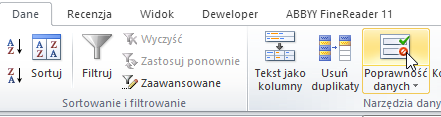 Dane Recenzja Widok Deweloper ABBYY FineReader 11
A
Z
Z
A
Sortuj
Filtruj
Wyczyść
Zastosuj ponownie
Zaawansowane
Sortowanie i filtrowanie
Tekst jako
kolumny
Usuń
duplikaty
Poprawność
danych
Narzędzia dany